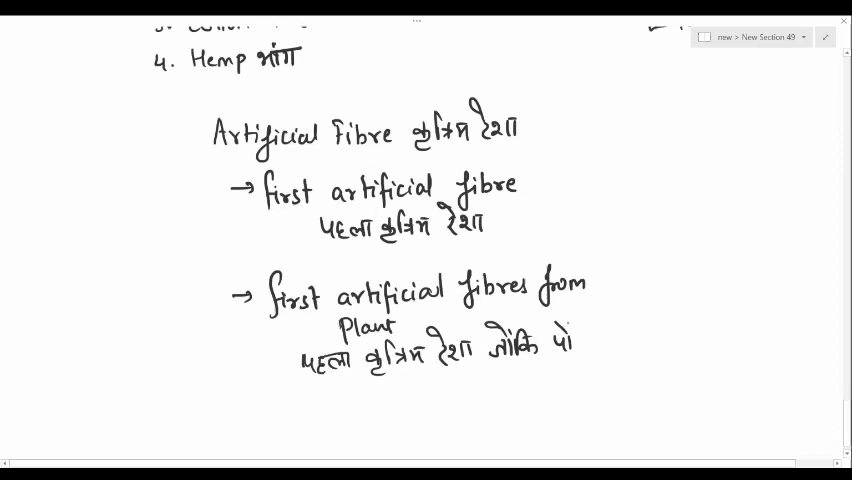 new > New Section 49
4. Hemp भांग
Artificial Fibre कृत्रिम रेशा
→ first artificial fibre
पहला कृत्रिम रेशा
→ first artificial fibres from
Plant
पहला कृत्रिम रेशा जोकि पो